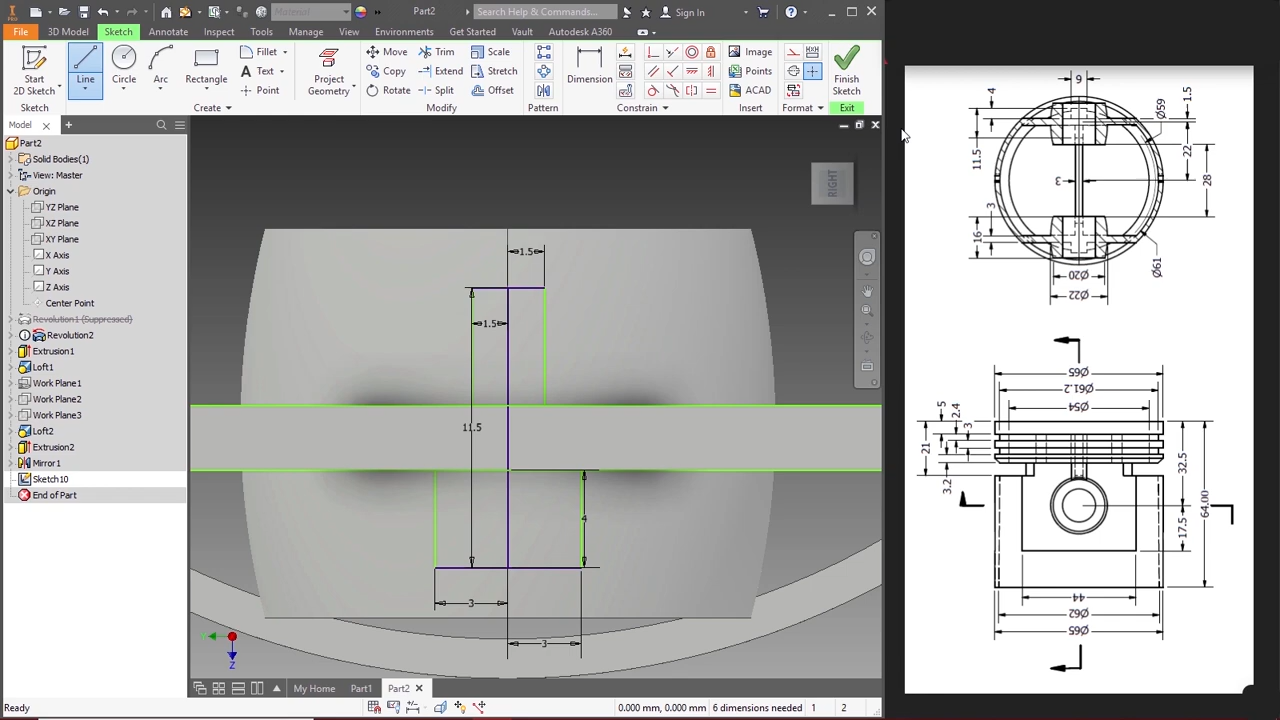 Material
Part2
Search Help & Commands...
Sign In
File
3D Model
Sketch
Annotate
Inspect
Tools
Manage
View
Environments
Get Started
Vault
Autodesk A360
Start
2D Sketch
Line
Circle
Arc
Rectangle
Fillet
Text
Point
Project
Geometry
Move
Copy
Rotate
Trim
Extend
Split
Scale
Stretch
Offset
Dimension
Image
Points
ACAD
Finish
Sketch
Sketch
Create
Modify
Pattern
Constrain
Insert
Format
Exit
Model
Part2
Solid Bodies(1)
View: Master
Origin
YZ Plane
XZ Plane
XY Plane
X Axis
Y Axis
Z Axis
Center Point
Revolution1 (Suppressed)
Revolution2
Extrusion1
Loft1
Work Plane1
Work Plane2
Work Plane3
Loft2
Extrusion2
Mirror1
Sketch10
End of Part
RIGHT
1.5
1.5
11.5
4
3
3
Z
My Home
Part1
Part2
Ready
0.000 mm, 0.000 mm
6 dimensions needed
1
2
4
1.5
Ø59
11.5
22
3
28
3
16
Ø61
Ø20
Ø22
Ø65
Ø61.2
Ø54
5
2.4
3
21
3.2
32.5
64.00
17.5
44
Ø62
Ø65